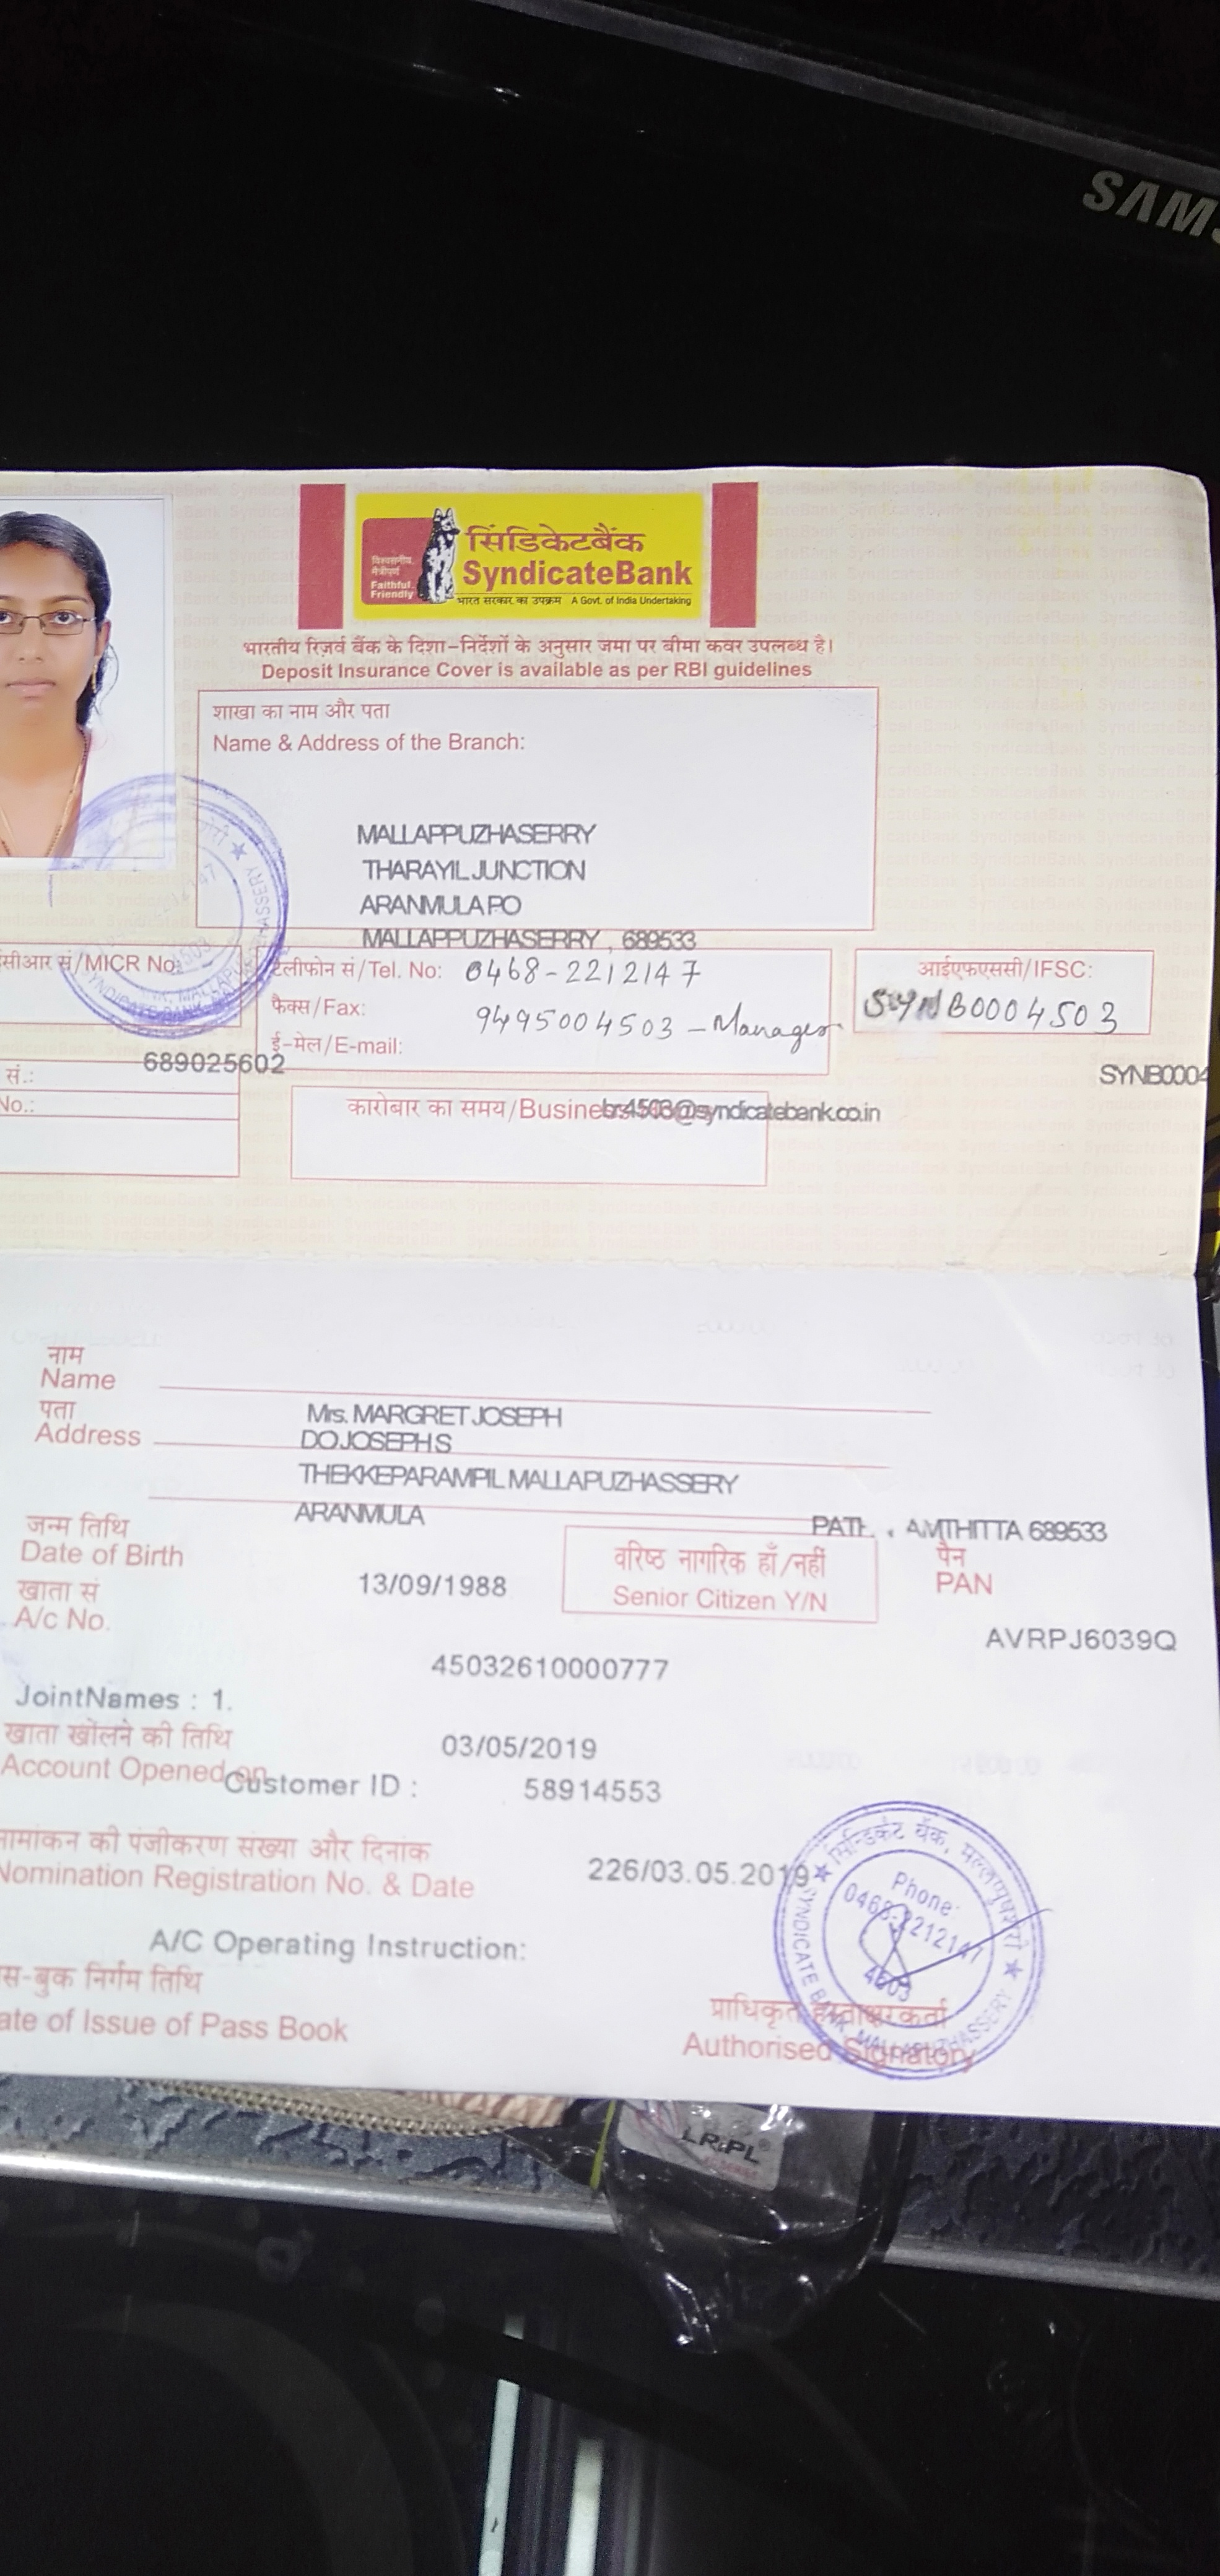 SAMS
सिंडिकेटबैंक
SyndicateBank
विश्वसनीय मैत्रीपूर्ण
Faithful Friendly
भारत सरकार का उपक्रम A Govt. of India Undertaking
भारतीय रिज़र्व बैंक के दिशा-निर्देशों के अनुसार जमा पर बीमा कवर उपलब्ध है।
Deposit Insurance Cover is available as per RBI guidelines
शाखा का नाम और पता
Name & Address of the Branch:
MALLAPPUZHASERRY
THARAYIL JUNCTION
ARANMULA PO
MALLAPPUZHASERRY , 689533
सीआर सं/MICR No:
टेलीफोन सं/Tel. No: 0468-2212147
फैक्स/Fax:
9495004503 - Manager
ई-मेल/E-mail:
आईएफएससी/IFSC:
SYNB0004503
689025602
SYNB0004
सं.:
No.:
कारोबार का समय/Business
br.4503@syndicatebank.co.in
नाम
Name
पता
Address
Mrs. MARGRET JOSEPH
DO JOSEPH S
THEKKEPARAMPIL MALLAPUZHASSERY
ARANMULA
AMTHITTA 689533
जन्म तिथि
Date of Birth
13/09/1988
वरिष्ठ नागरिक हाँ/नहीं
Senior Citizen Y/N
पैन
PAN
AVRPJ6039Q
खाता सं
A/c No.
45032610000777
JointNames : 1.
खाता खोलने की तिथि
Account Opened on
03/05/2019
Customer ID : 58914553
नामांकन की पंजीकरण संख्या और दिनांक
Nomination Registration No. & Date
226/03.05.2019
A/C Operating Instruction:
स-बुक निर्गम तिथि
ate of Issue of Pass Book
सिन्डिकेट बैंक, मल्लप्पुषश्शेरी
SYNDICATE BANK, MALLAPUZHASSERY
Phone:
0468-2212147
4503
प्राधिकृत हस्ताक्षरकर्ता
Authorised Signatory
LRIPL